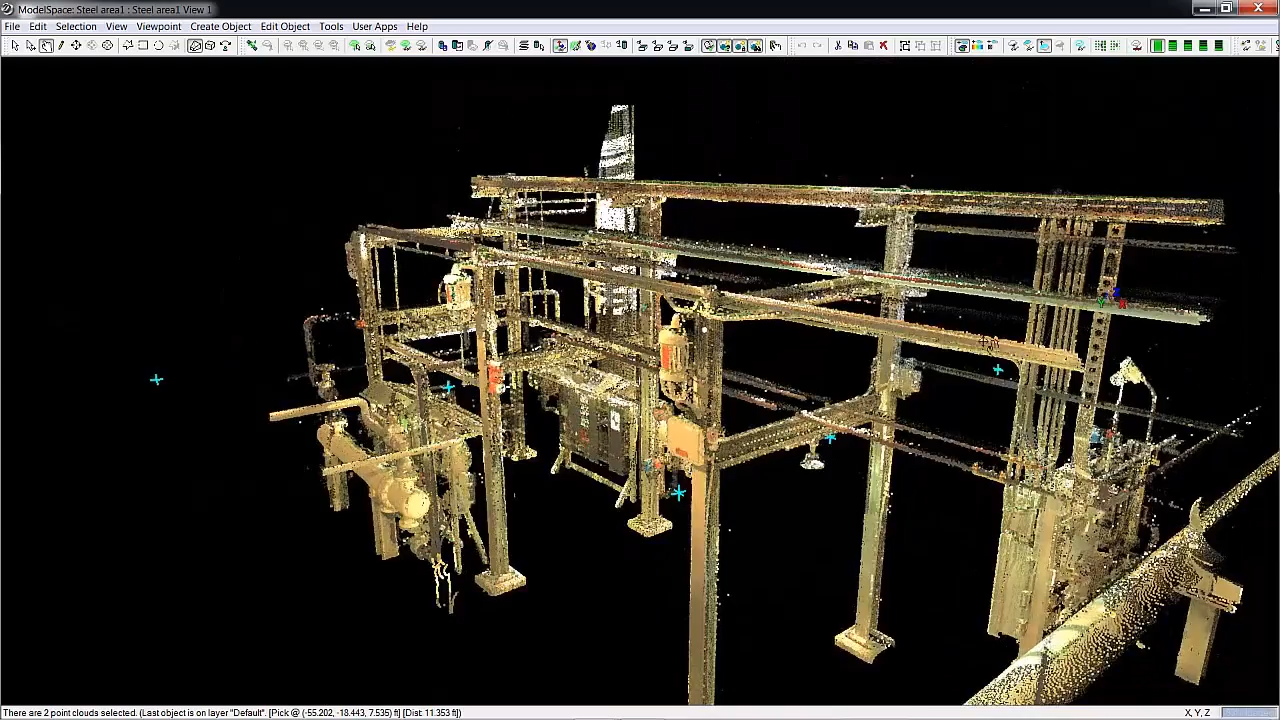 ModelSpace: Steel area1 : Steel area1 View 1
File Edit Selection View Viewpoint Create Object Edit Object Tools User Apps Help
There are 2 point clouds selected. (Last object is on layer "Default". [Pick @ (-55.202, -18.443, 7.535) ft] [Dist: 11.353 ft])
X, Y, Z